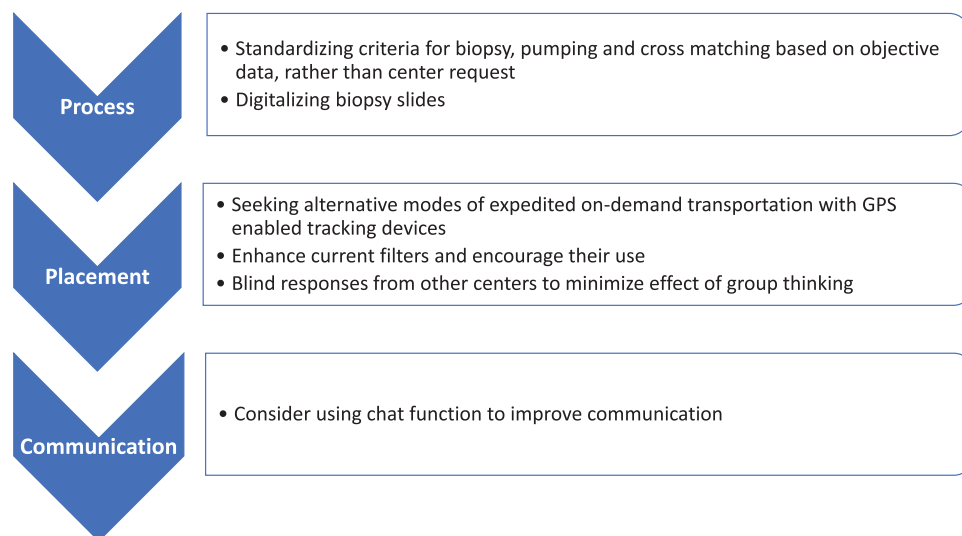 Process
• Standardizing criteria for biopsy, pumping and cross matching based on objective
data, rather than center request
• Digitalizing biopsy slides
Placement
• Seeking alternative modes of expedited on-demand transportation with GPS
enabled tracking devices
• Enhance current filters and encourage their use
• Blind responses from other centers to minimize effect of group thinking
Communication
• Consider using chat function to improve communication